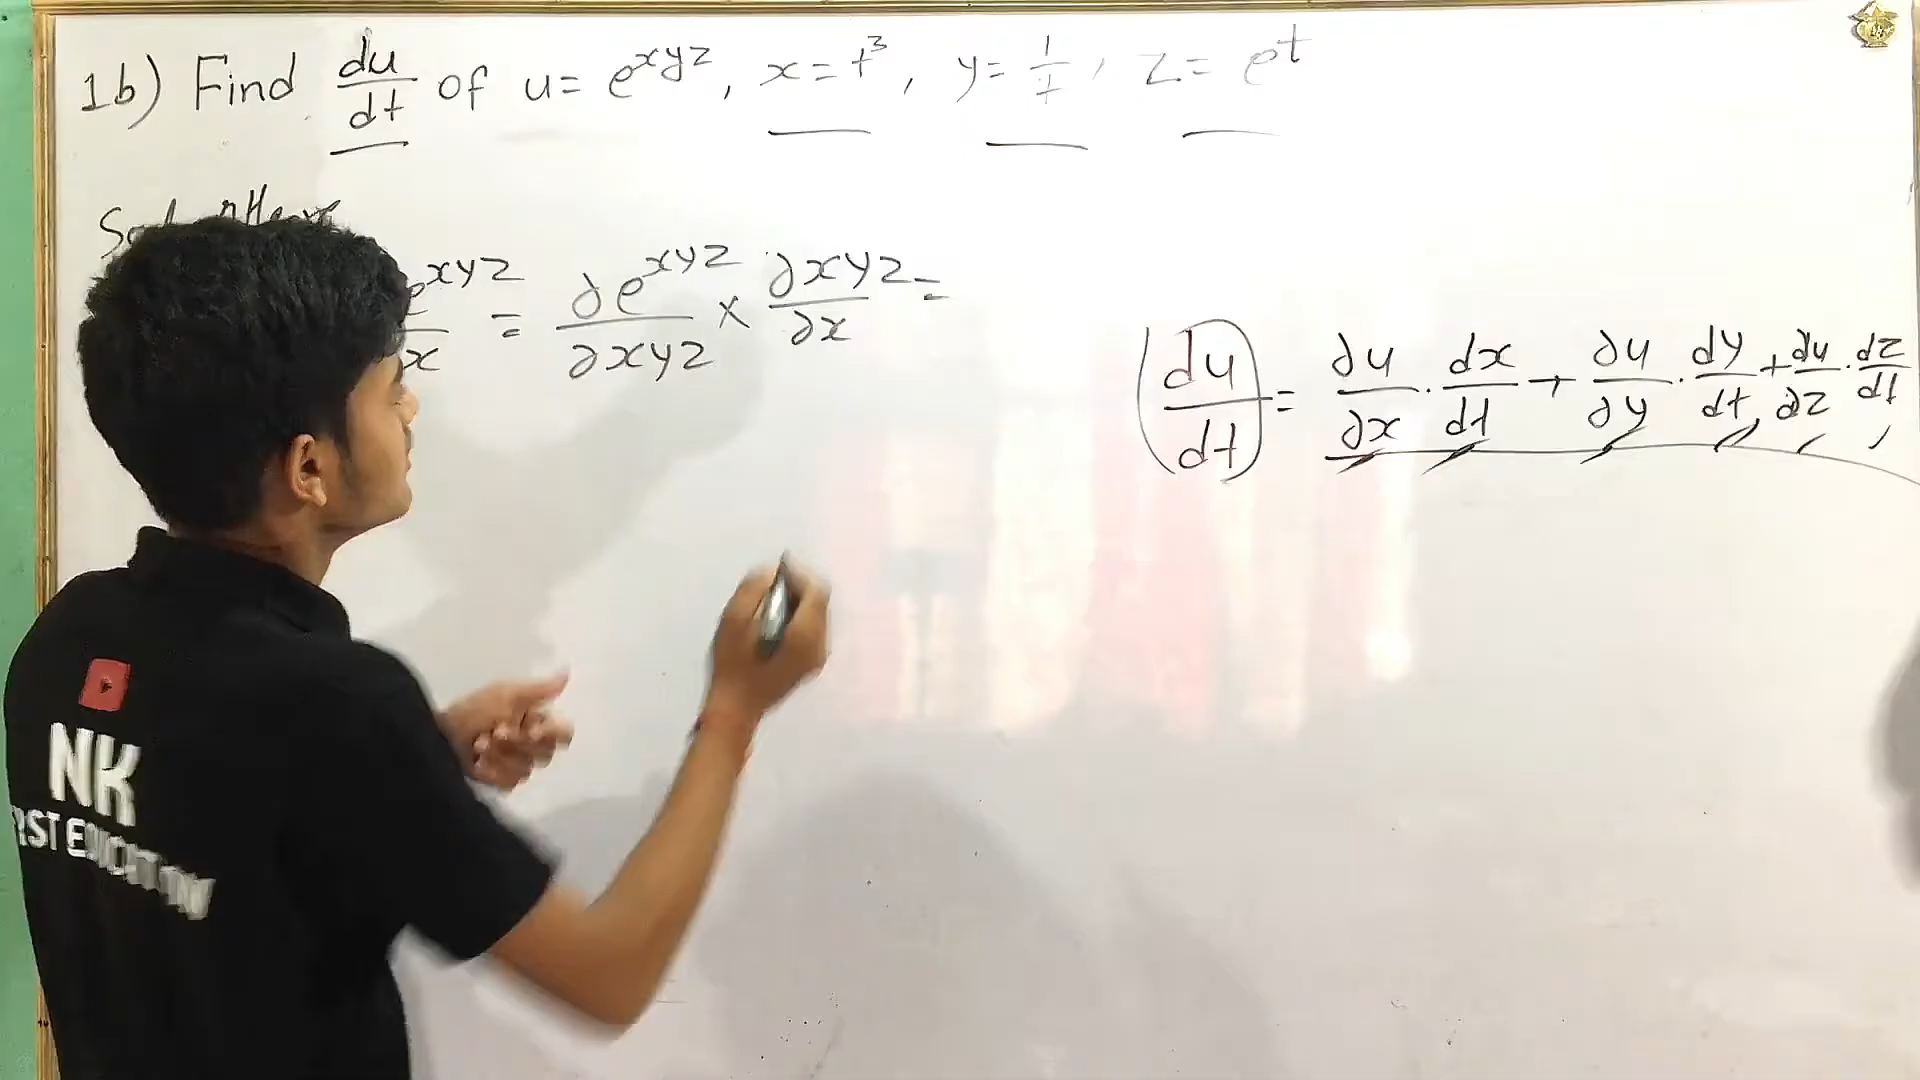 1b) Find du/dt of u = e^xyz, x = t³, y = 1/t, z = e^t
e^xyz / x = ∂e^xyz / ∂xyz × ∂xyz / ∂x =
du/dt = ∂u/∂x · dx/dt + ∂u/∂y · dy/dt + ∂u/∂z · dz/dt
NK